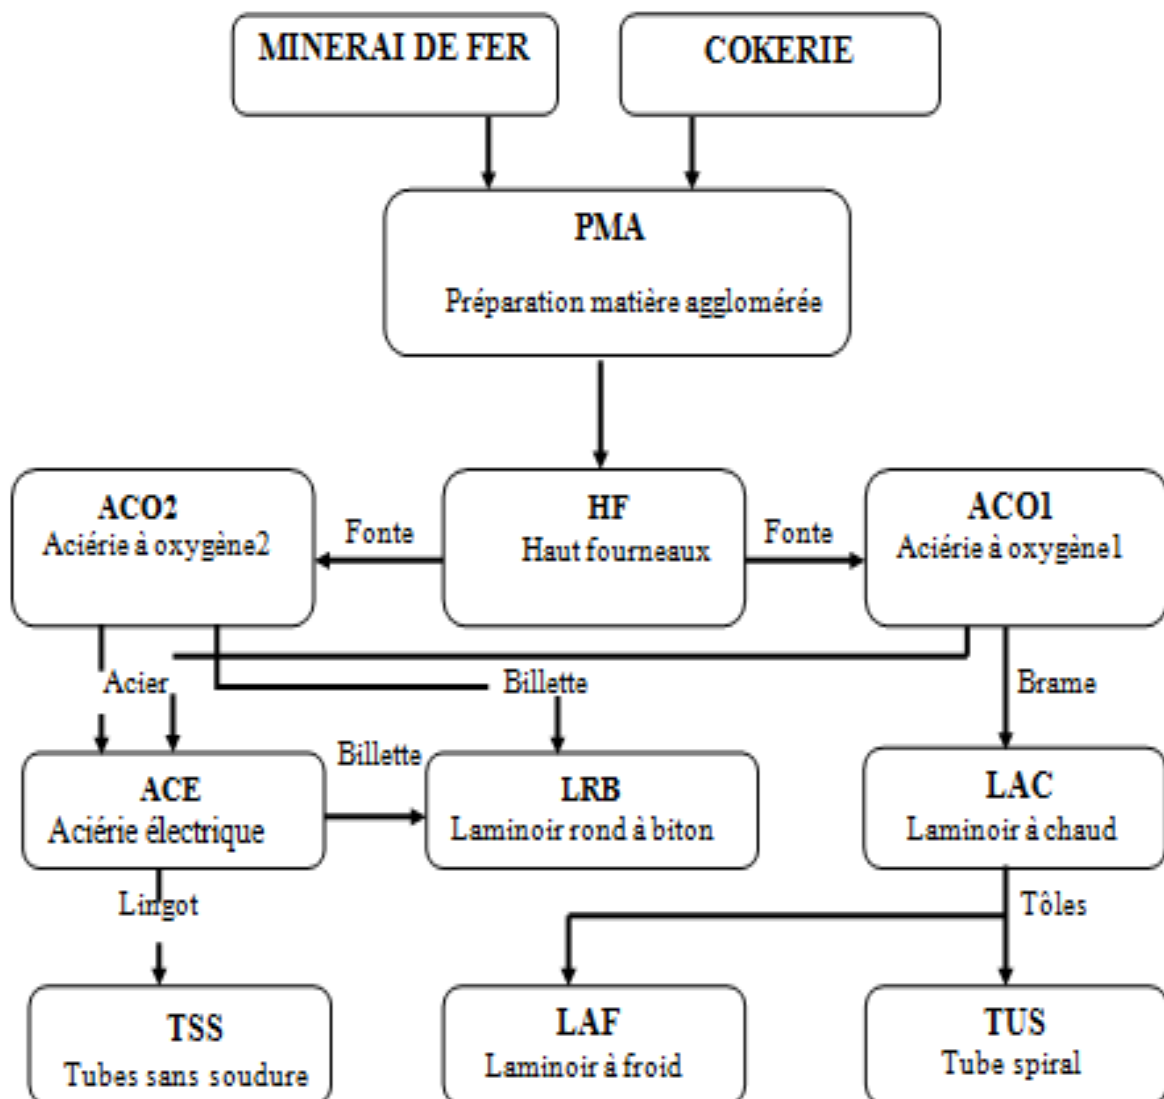 MINERAI DE FER
COKERIE
PMA
Préparation matière agglomérée
ACO2
Aciérie à oxygène2
Fonte
HF
Haut fourneaux
Fonte
ACO1
Aciérie à oxygène1
Acier
Billette
Brame
ACE
Aciérie électrique
Billette
LRB
Laminoir rond à biton
LAC
Laminoir à chaud
Lingot
Tôles
TSS
Tubes sans soudure
LAF
Laminoir à froid
TUS
Tube spiral